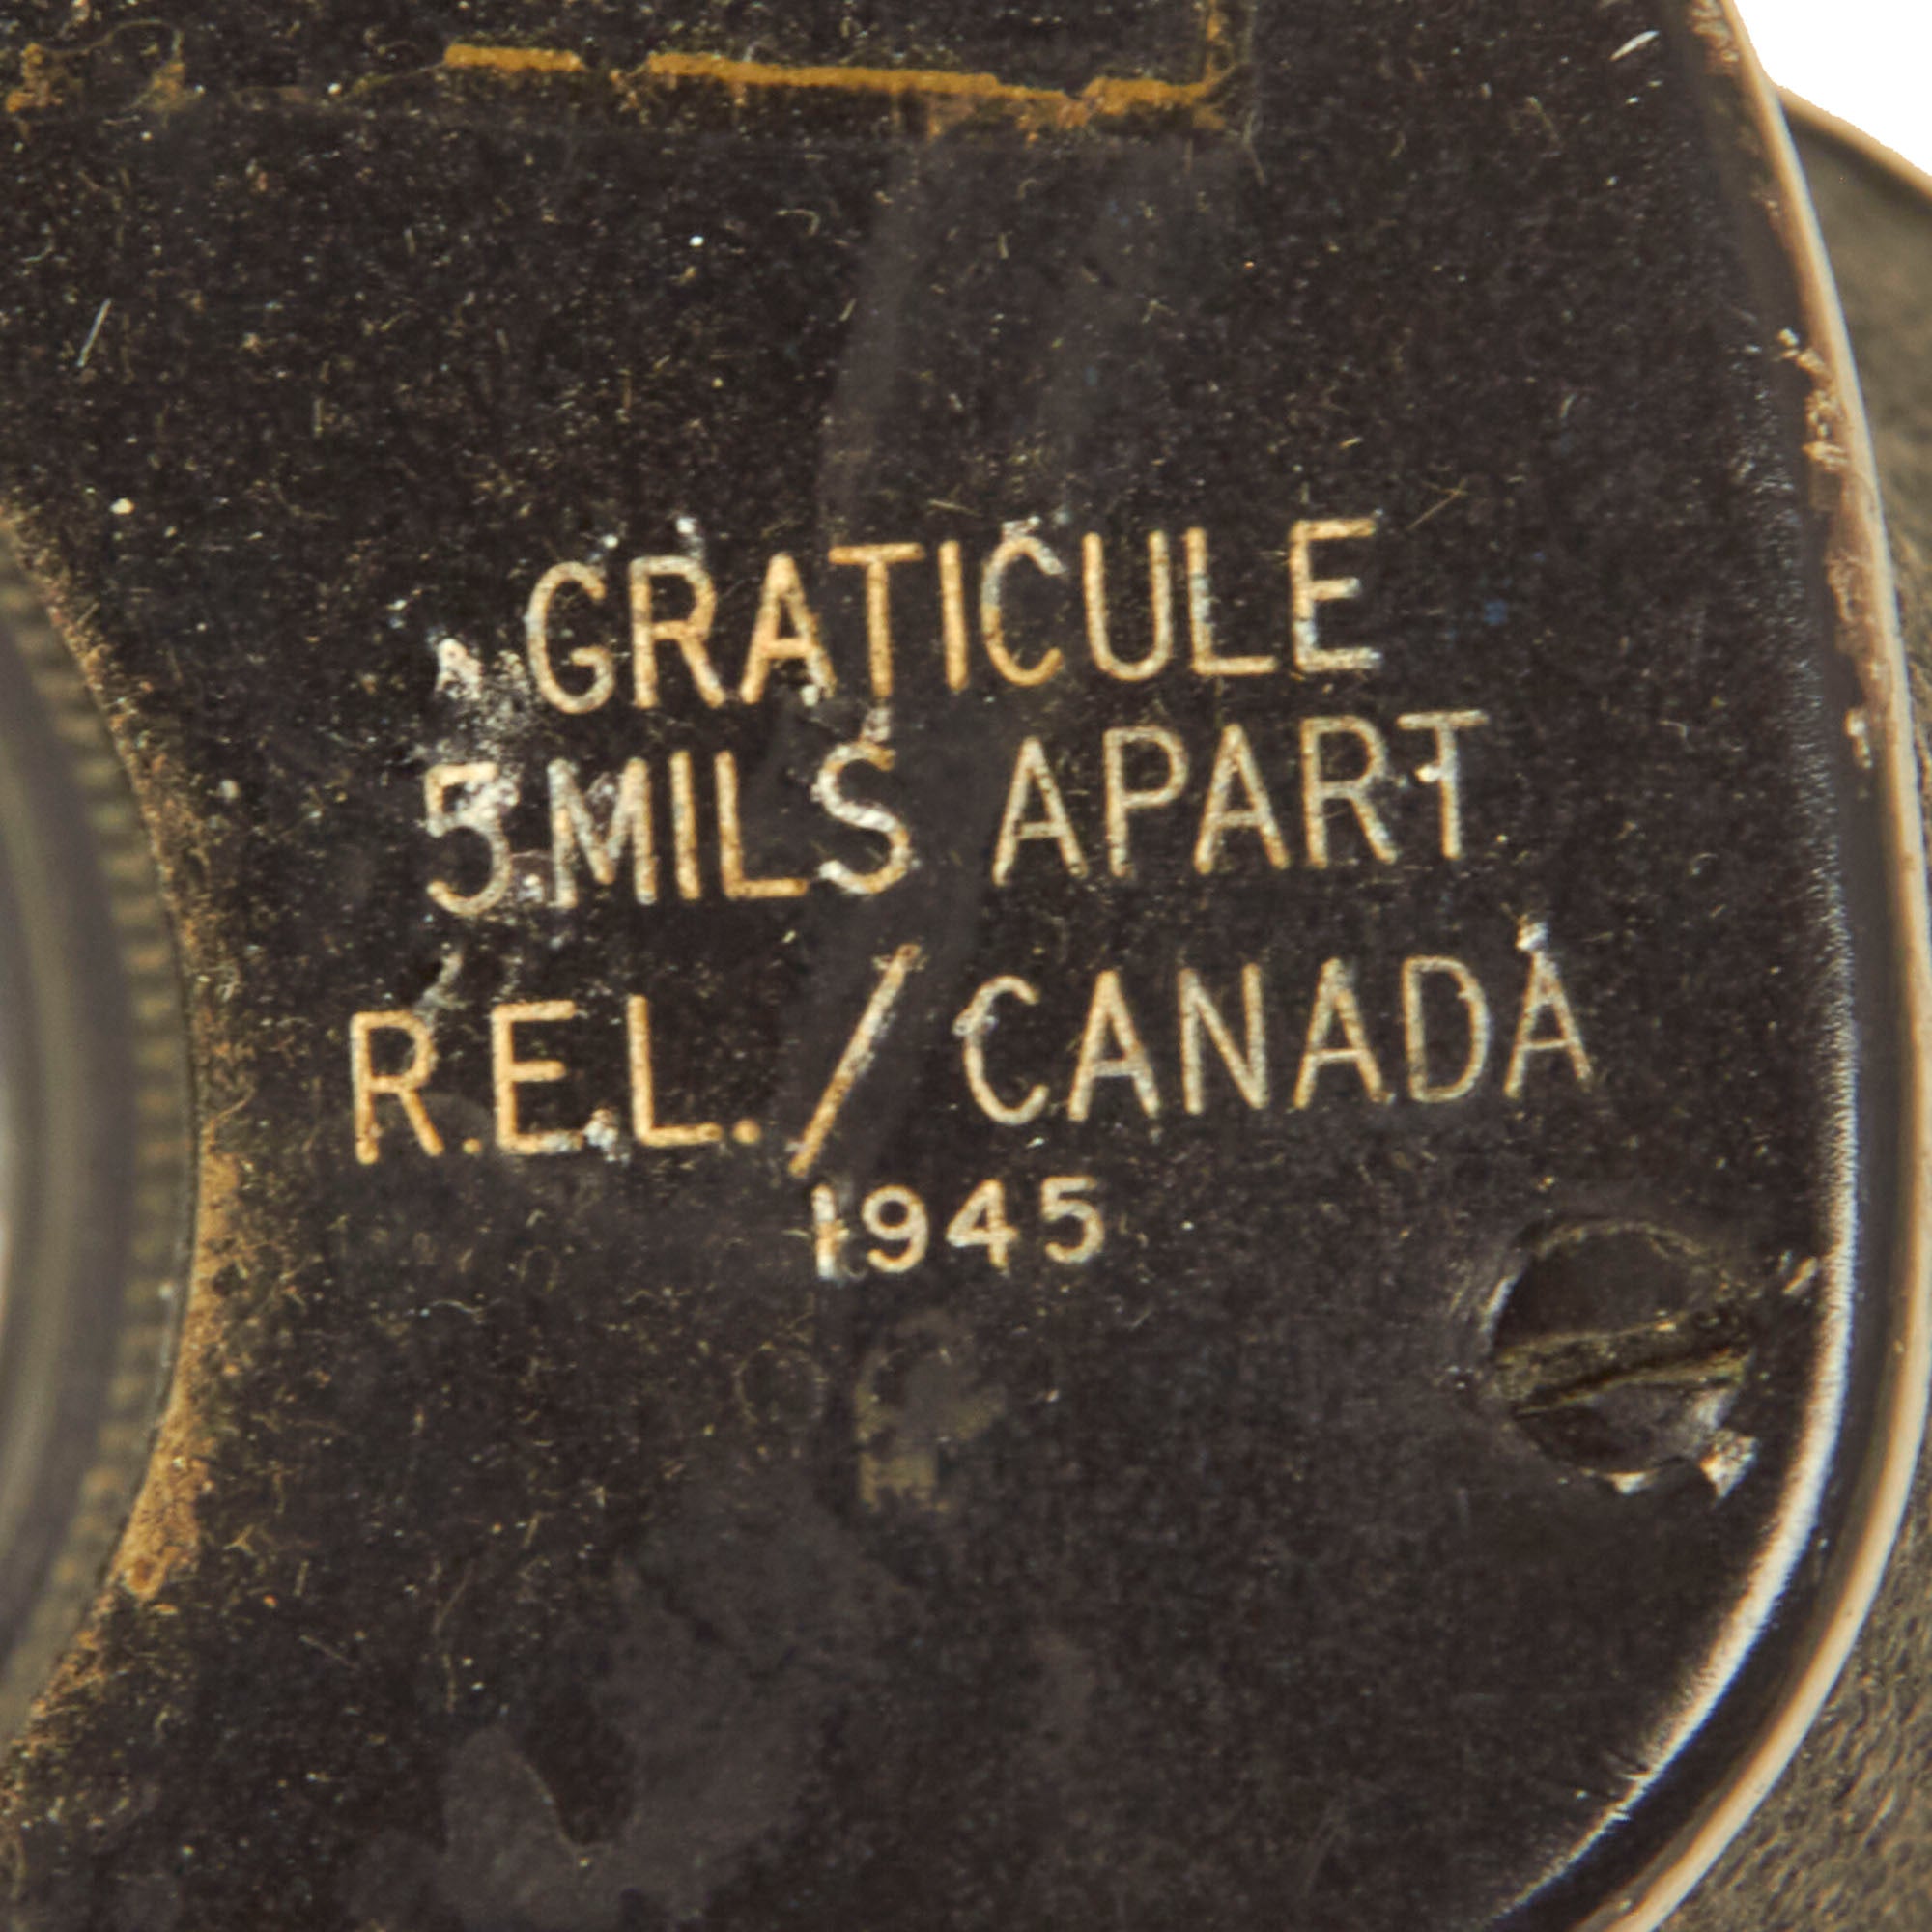 GRATICULE
5 MILS APART
R.E.L./CANADA
1945